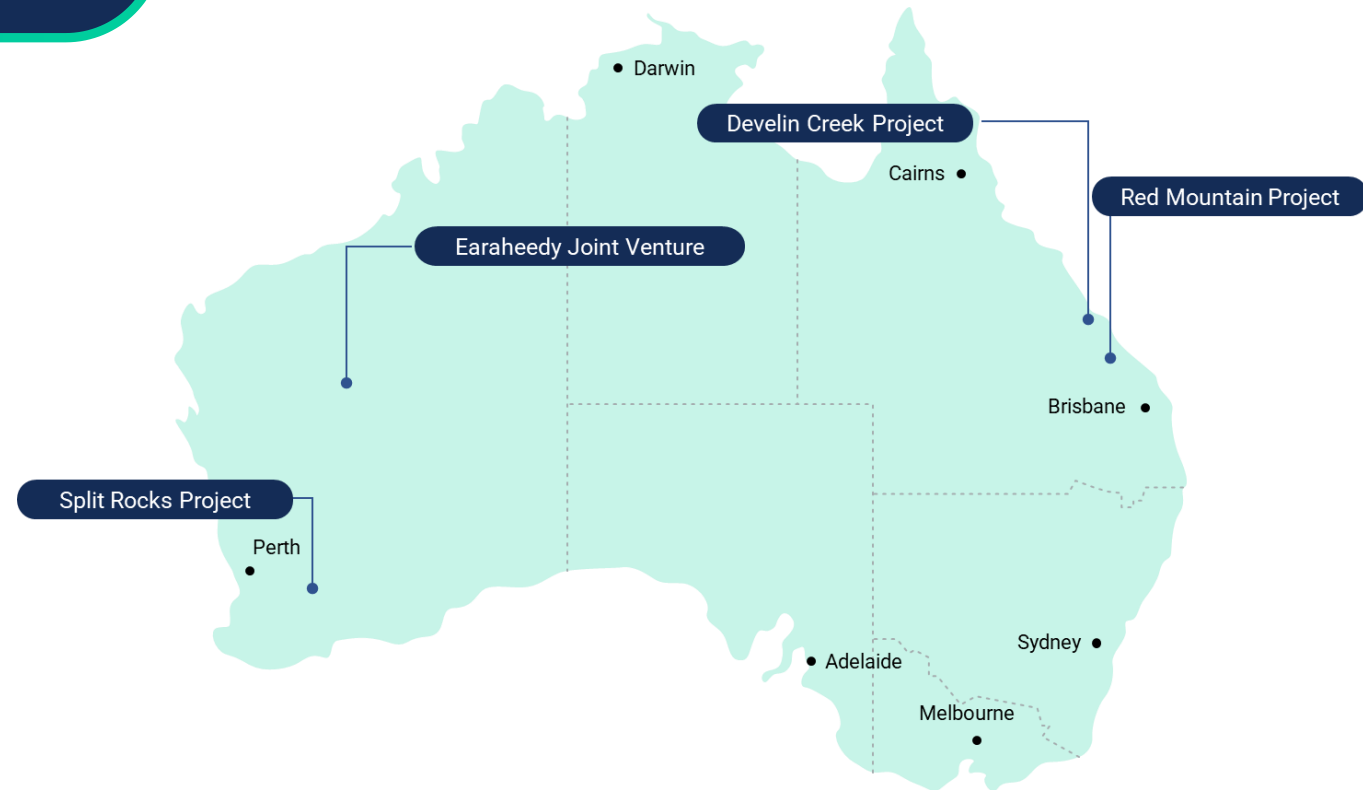 Darwin
Develin Creek Project
Cairns
Red Mountain Project
Earaheedy Joint Venture
Brisbane
Split Rocks Project
Perth
Sydney
Adelaide
Melbourne